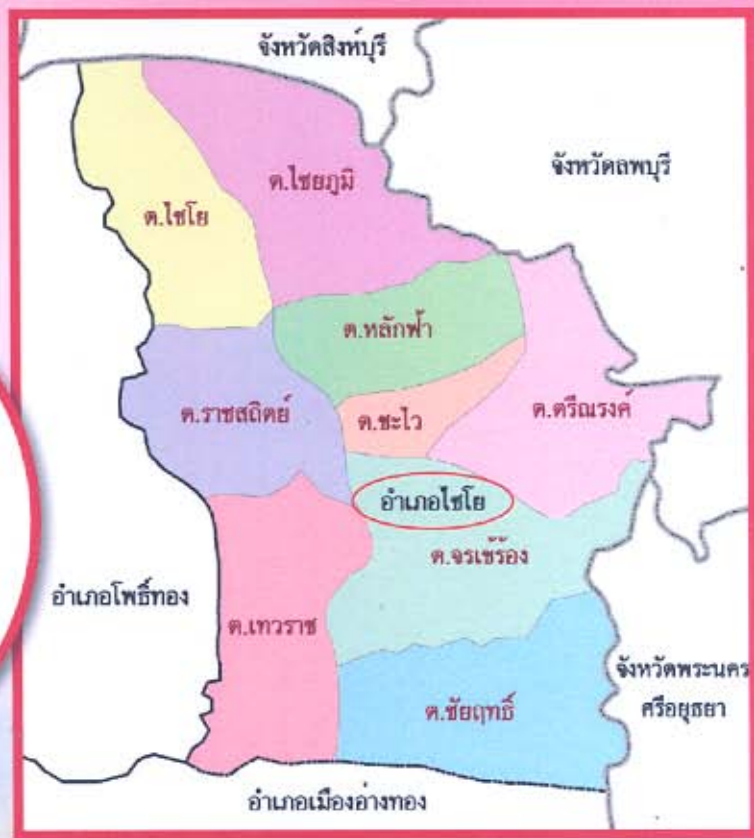 จังหวัดสิงห์บุรี
จังหวัดลพบุรี
ต.ไชยภูมิ
ต.ไชโย
ต.หลักฟ้า
ต.ราชสถิตย์
ต.ชะไว
ต.ตรีณรงค์
อำเภอไชโย
ต.จรเข้ร้อง
อำเภอโพธิ์ทอง
ต.เทวราช
จังหวัดพระนคร
ศรีอยุธยา
ต.ชัยฤทธิ์
อำเภอเมืองอ่างทอง